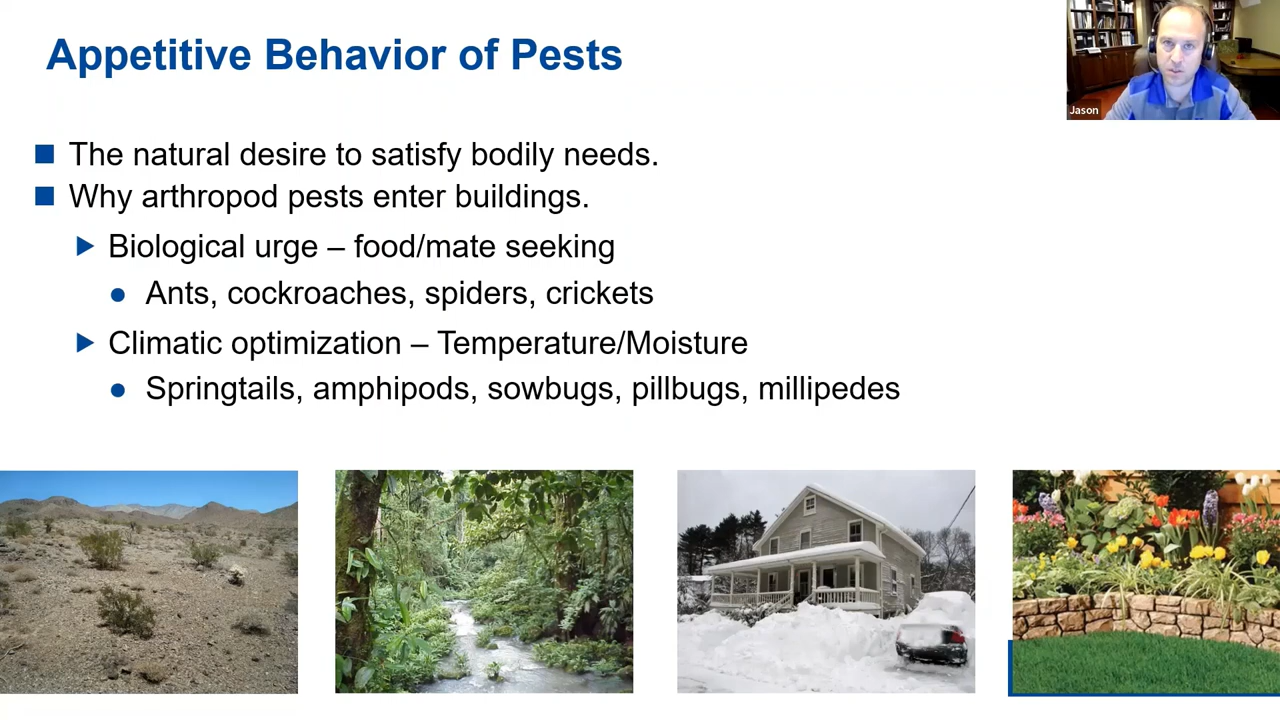 Appetitive Behavior of Pests
Jason
The natural desire to satisfy bodily needs.
Why arthropod pests enter buildings.
Biological urge – food/mate seeking
Ants, cockroaches, spiders, crickets
Climatic optimization – Temperature/Moisture
Springtails, amphipods, sowbugs, pillbugs, millipedes